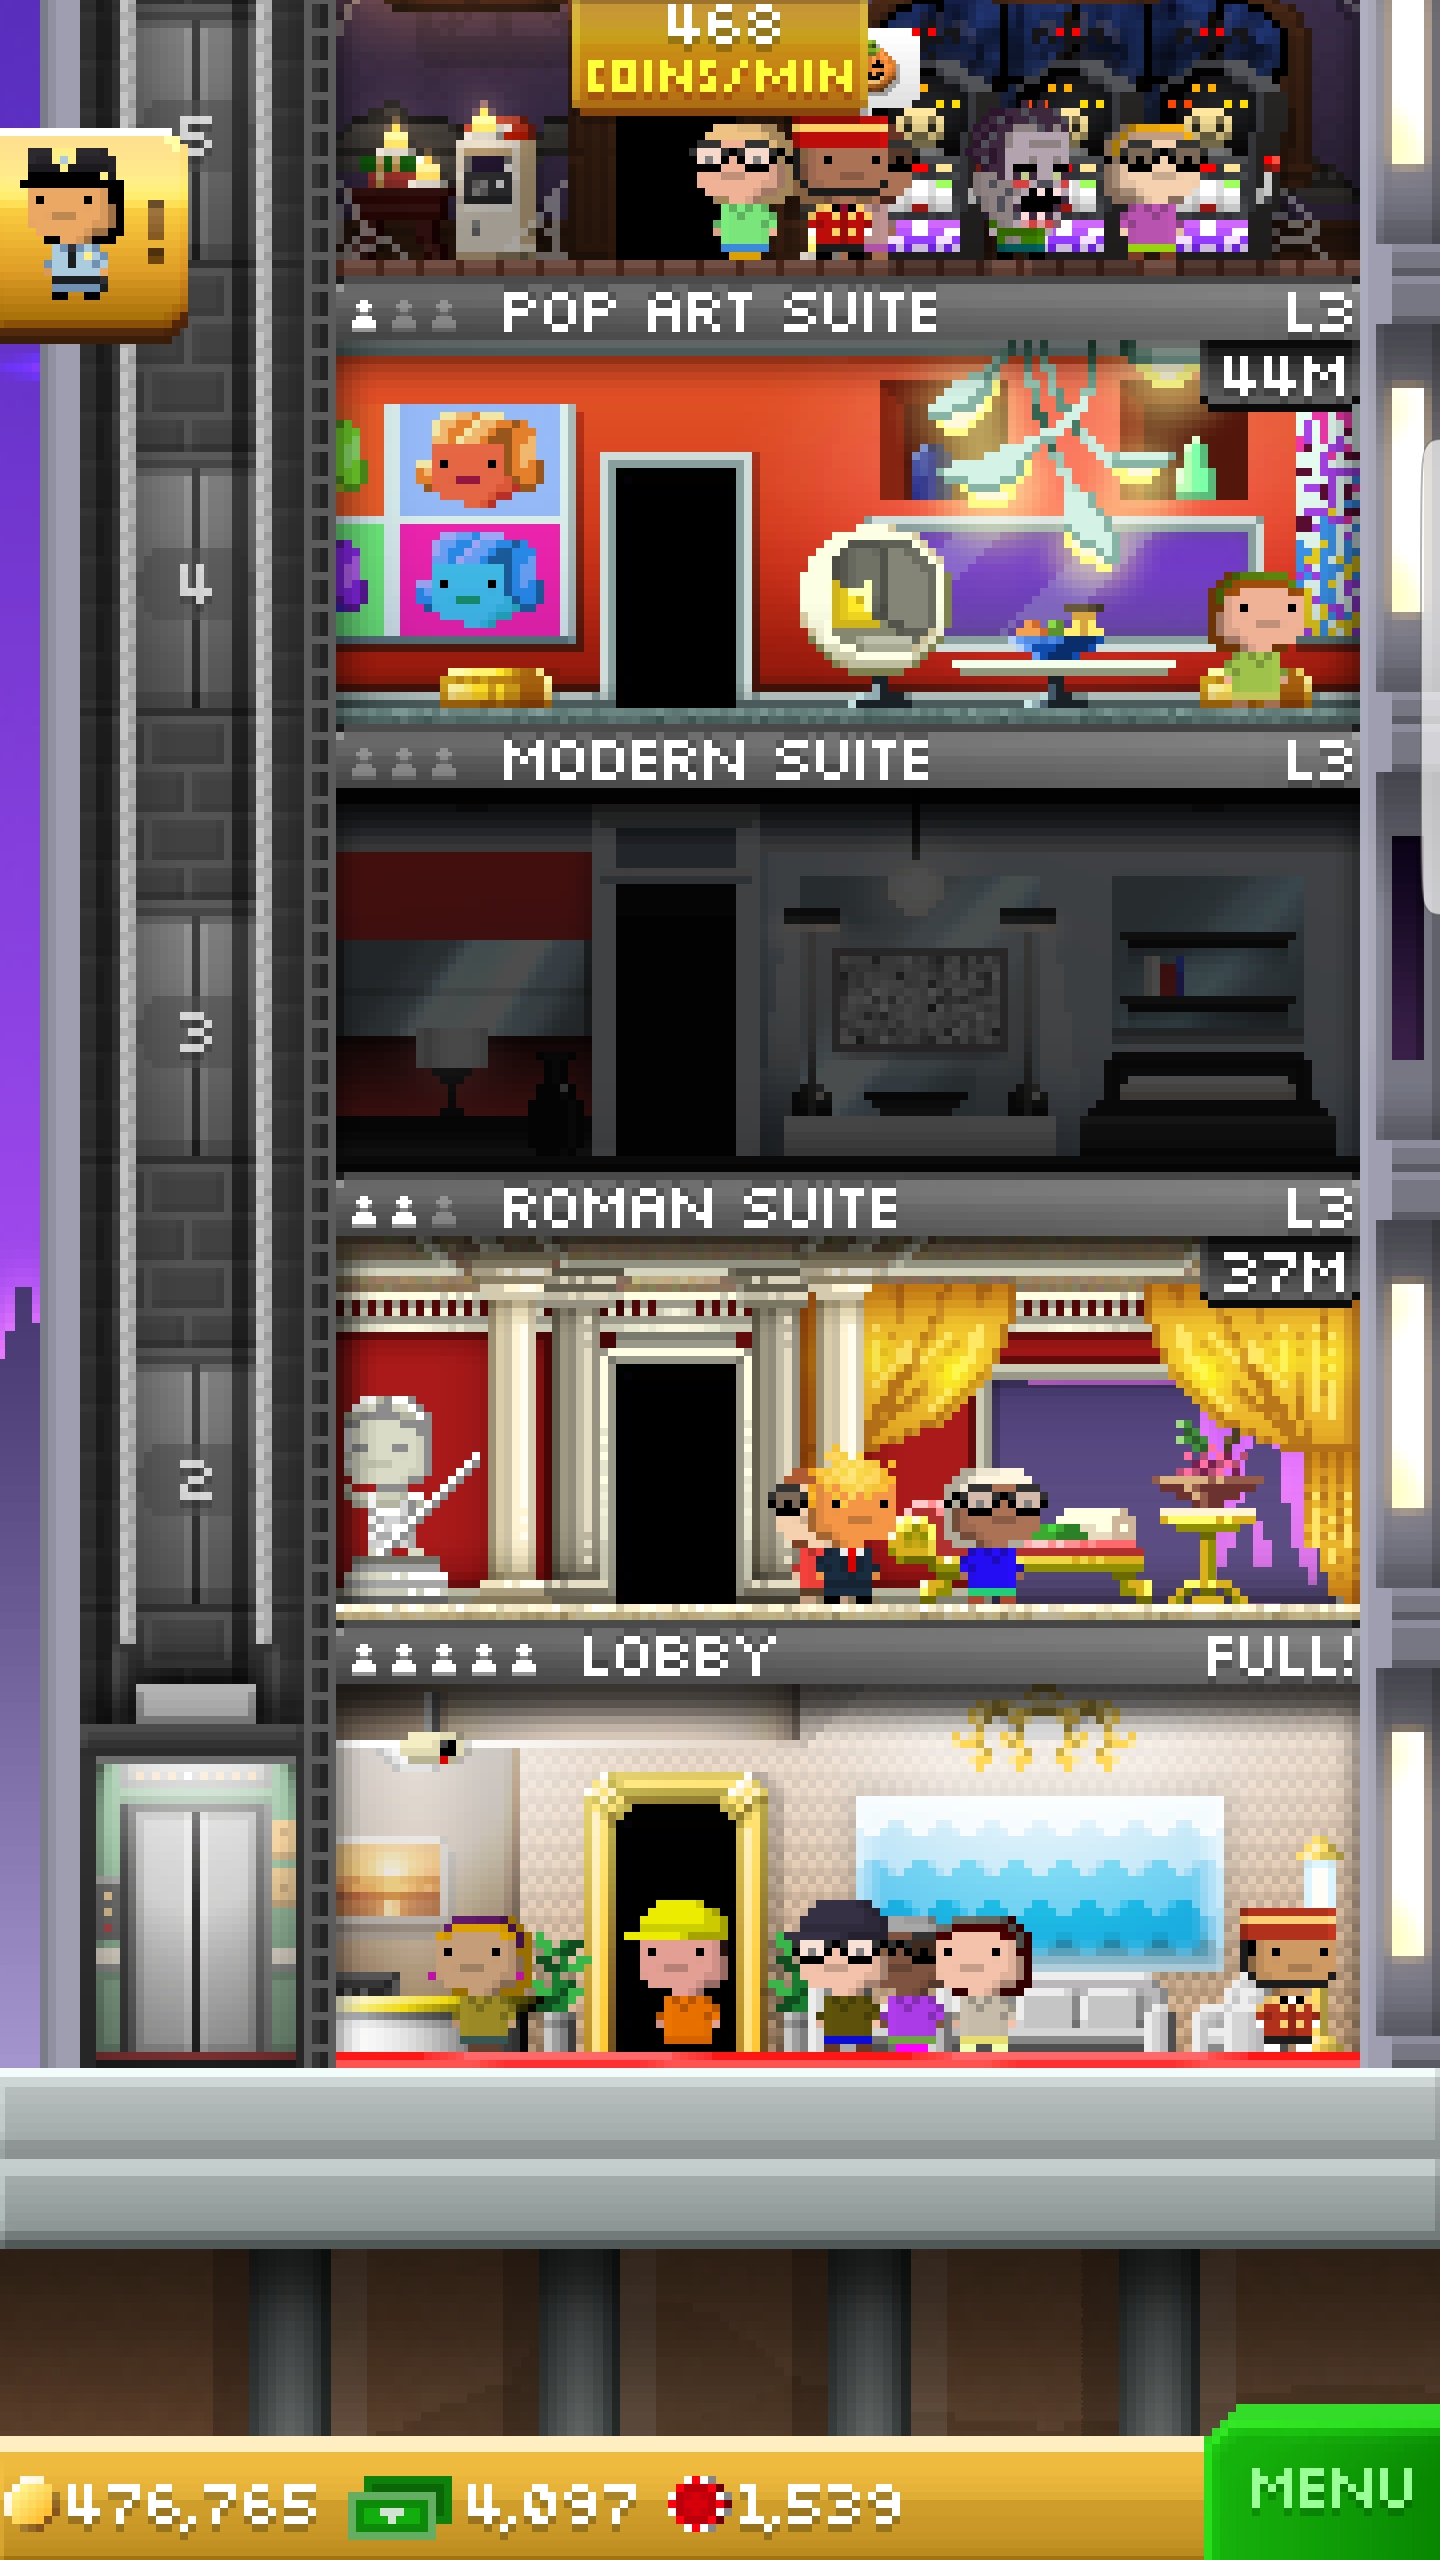 468
COINS/MIN
5
!
POP ART SUITE L3
44M
4
MODERN SUITE L3
3
ROMAN SUITE L3
37M
2
LOBBY FULL!
476,765 4,097 1,539
MENU